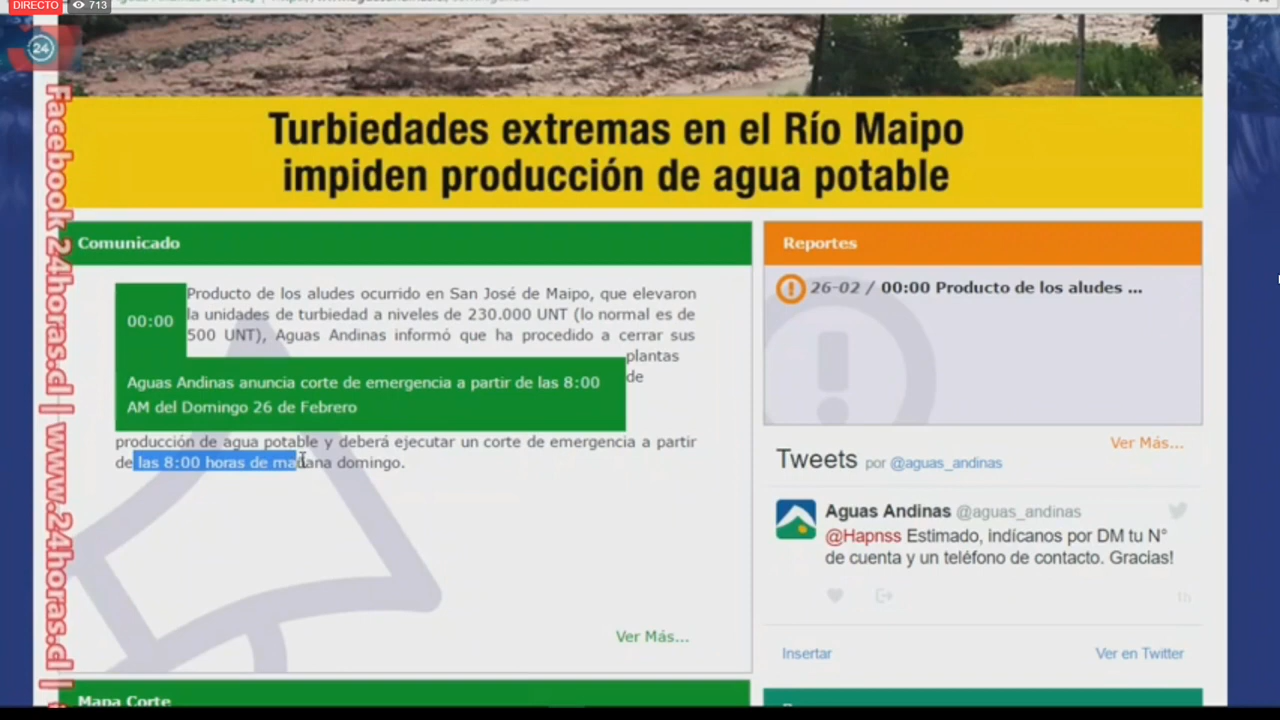 DIRECTO
713
24
Facebook 24horas.cl | www.24horas.cl |
Turbiedades extremas en el Río Maipo
impiden producción de agua potable
Comunicado
00:00
Producto de los aludes ocurrido en San José de Maipo, que elevaron
la unidades de turbiedad a niveles de 230.000 UNT (lo normal es de
500 UNT), Aguas Andinas informó que ha procedido a cerrar sus
plantas
de
Aguas Andinas anuncia corte de emergencia a partir de las 8:00
AM del Domingo 26 de Febrero
producción de agua potable y deberá ejecutar un corte de emergencia a partir
de las 8:00 horas de mañana domingo.
Ver Más...
Mapa Corte
Reportes
26-02 / 00:00 Producto de los aludes ...
Ver Más...
Tweets por @aguas_andinas
Aguas Andinas @aguas_andinas
@Hapnss Estimado, indícanos por DM tu N°
de cuenta y un teléfono de contacto. Gracias!
1h
Insertar
Ver en Twitter